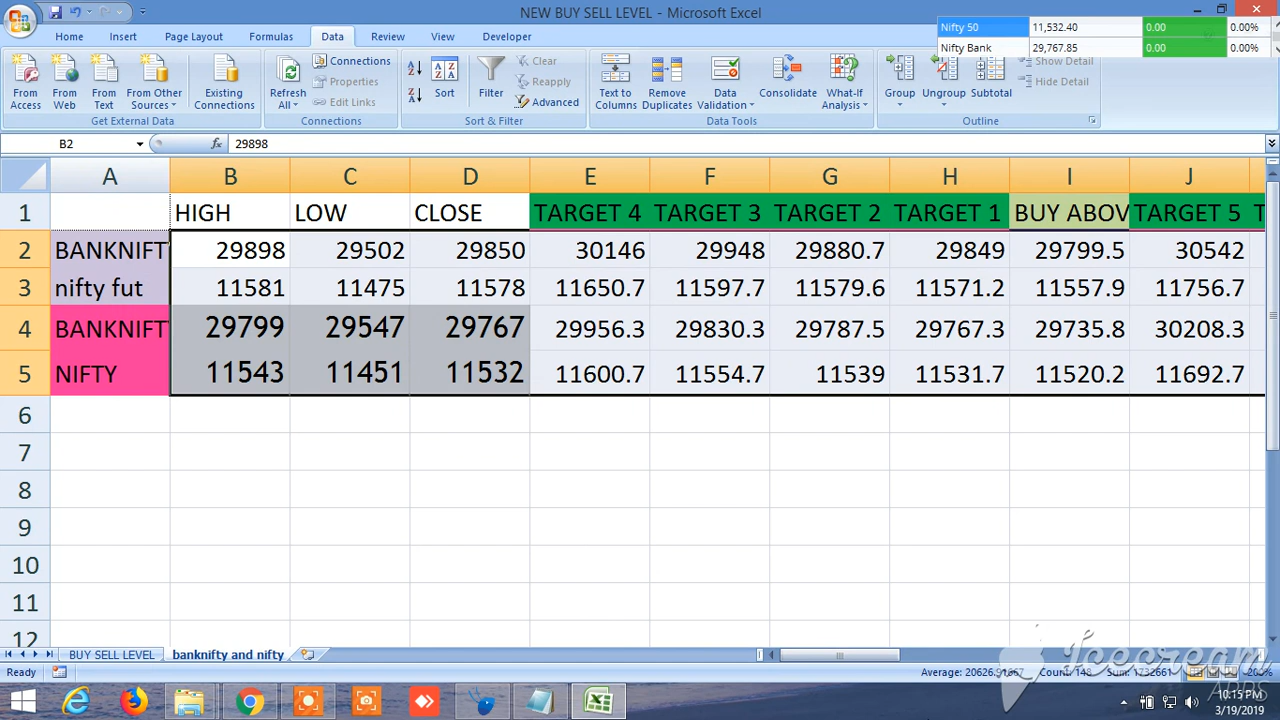 NEW BUY SELL LEVEL - Microsoft Excel
Nifty 50 11,532.40 0.00 0.00%
Nifty Bank 29,767.85 0.00 0.00%
Home Insert Page Layout Formulas Data Review View Developer
From Access
From Web
From Text
From Other Sources
Existing Connections
Get External Data
Refresh All
Connections
Properties
Edit Links
Connections
Sort
Filter
Clear
Reapply
Advanced
Sort & Filter
Text to Columns
Remove Duplicates
Data Validation
Consolidate
What-If Analysis
Data Tools
Group
Ungroup
Subtotal
Show Detail
Hide Detail
Outline
B2 fx 29898
A B C D E F G H I J
1 HIGH LOW CLOSE TARGET 4 TARGET 3 TARGET 2 TARGET 1 BUY ABOV TARGET 5 T
2 BANKNIFT 29898 29502 29850 30146 29948 29880.7 29849 29799.5 30542
3 nifty fut 11581 11475 11578 11650.7 11597.7 11579.6 11571.2 11557.9 11756.7
4 BANKNIFT 29799 29547 29767 29956.3 29830.3 29787.5 29767.3 29735.8 30208.3
5 NIFTY 11543 11451 11532 11600.7 11554.7 11539 11531.7 11520.2 11692.7
6
7
8
9
10
11
12
BUY SELL LEVEL banknifty and nifty
Ready Average: 20626.91667 Count: 148 Sum: 1732661 200%
Icecream
APPS
10:15 PM
3/19/2019